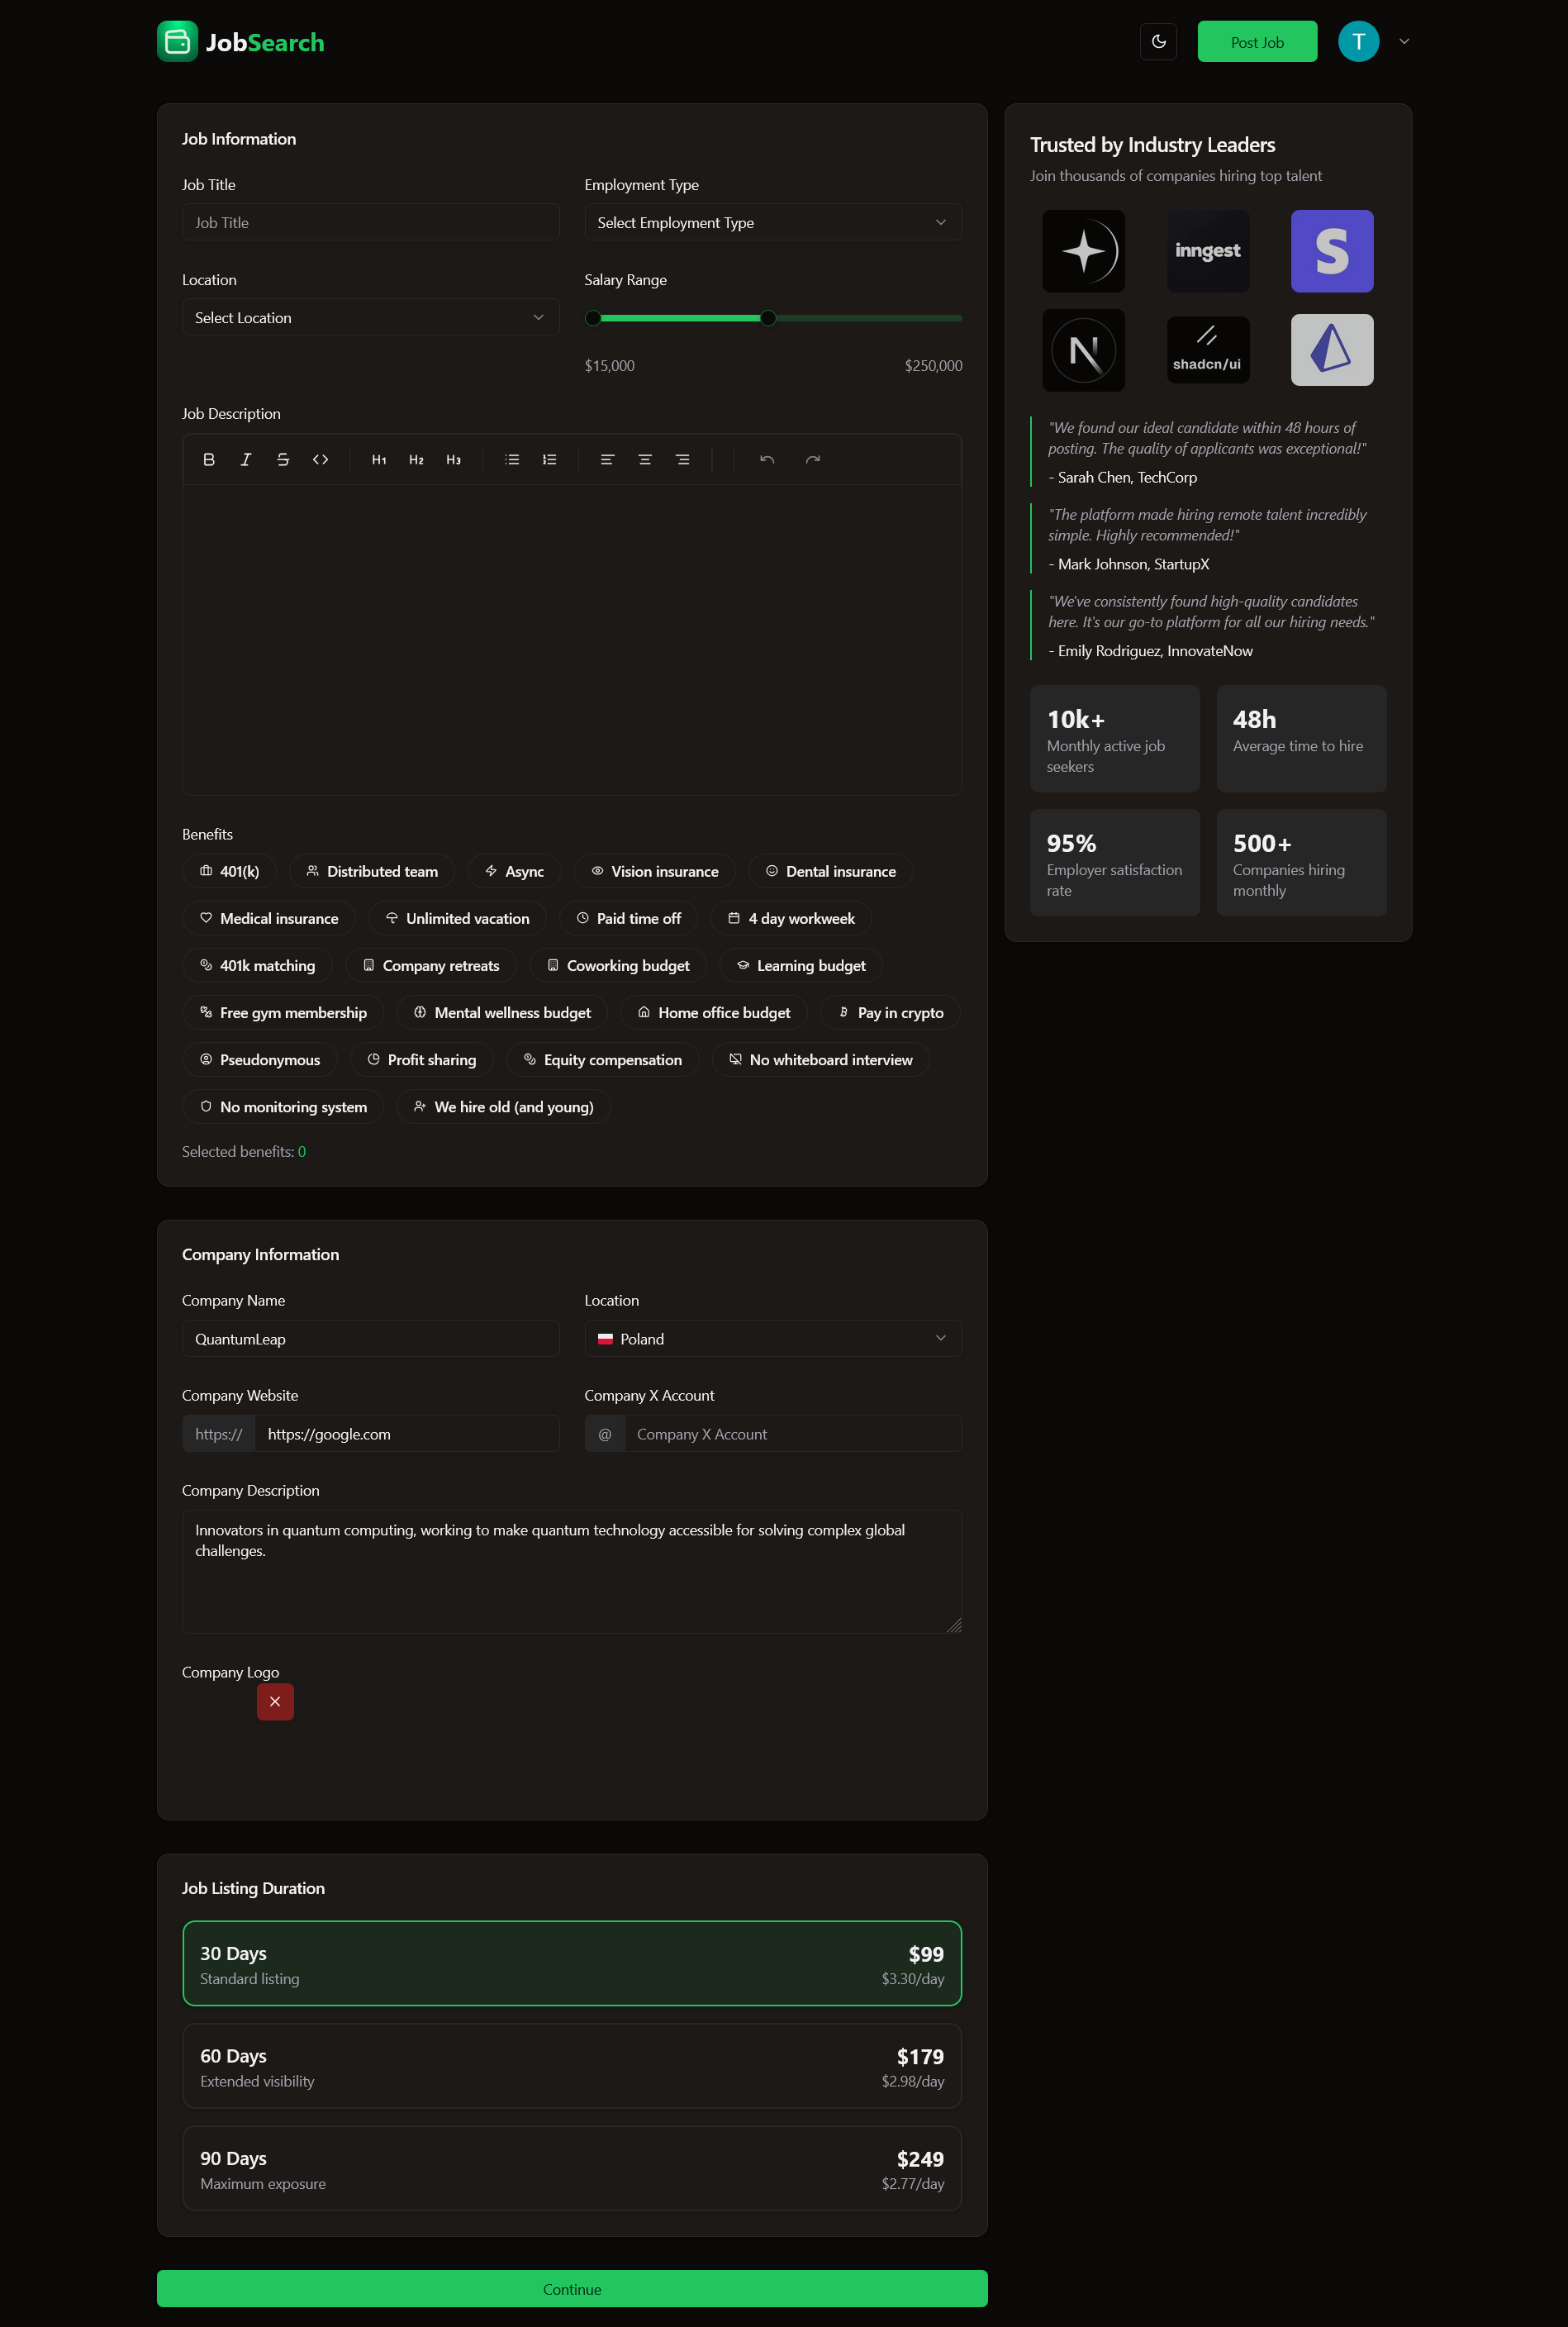 JobSearch
Post Job
T
Job Information
Job Title
Job Title
Employment Type
Select Employment Type
Location
Select Location
Salary Range
$15,000
$250,000
Job Description
B I S <> H1 H2 H3
Benefits
401(k)
Distributed team
Async
Vision insurance
Dental insurance
Medical insurance
Unlimited vacation
Paid time off
4 day workweek
401k matching
Company retreats
Coworking budget
Learning budget
Free gym membership
Mental wellness budget
Home office budget
Pay in crypto
Pseudonymous
Profit sharing
Equity compensation
No whiteboard interview
No monitoring system
We hire old (and young)
Selected benefits: 0
Company Information
Company Name
QuantumLeap
Location
Poland
Company Website
https://
https://google.com
Company X Account
@
Company X Account
Company Description
Innovators in quantum computing, working to make quantum technology accessible for solving complex global
challenges.
Company Logo
Job Listing Duration
30 Days
Standard listing
$99
$3.30/day
60 Days
Extended visibility
$179
$2.98/day
90 Days
Maximum exposure
$249
$2.77/day
Continue
Trusted by Industry Leaders
Join thousands of companies hiring top talent
inngest
S
N
shadcn/ui
"We found our ideal candidate within 48 hours of
posting. The quality of applicants was exceptional!"
- Sarah Chen, TechCorp
"The platform made hiring remote talent incredibly
simple. Highly recommended!"
- Mark Johnson, StartupX
"We've consistently found high-quality candidates
here. It's our go-to platform for all our hiring needs."
- Emily Rodriguez, InnovateNow
10k+
Monthly active job
seekers
48h
Average time to hire
95%
Employer satisfaction
rate
500+
Companies hiring
monthly